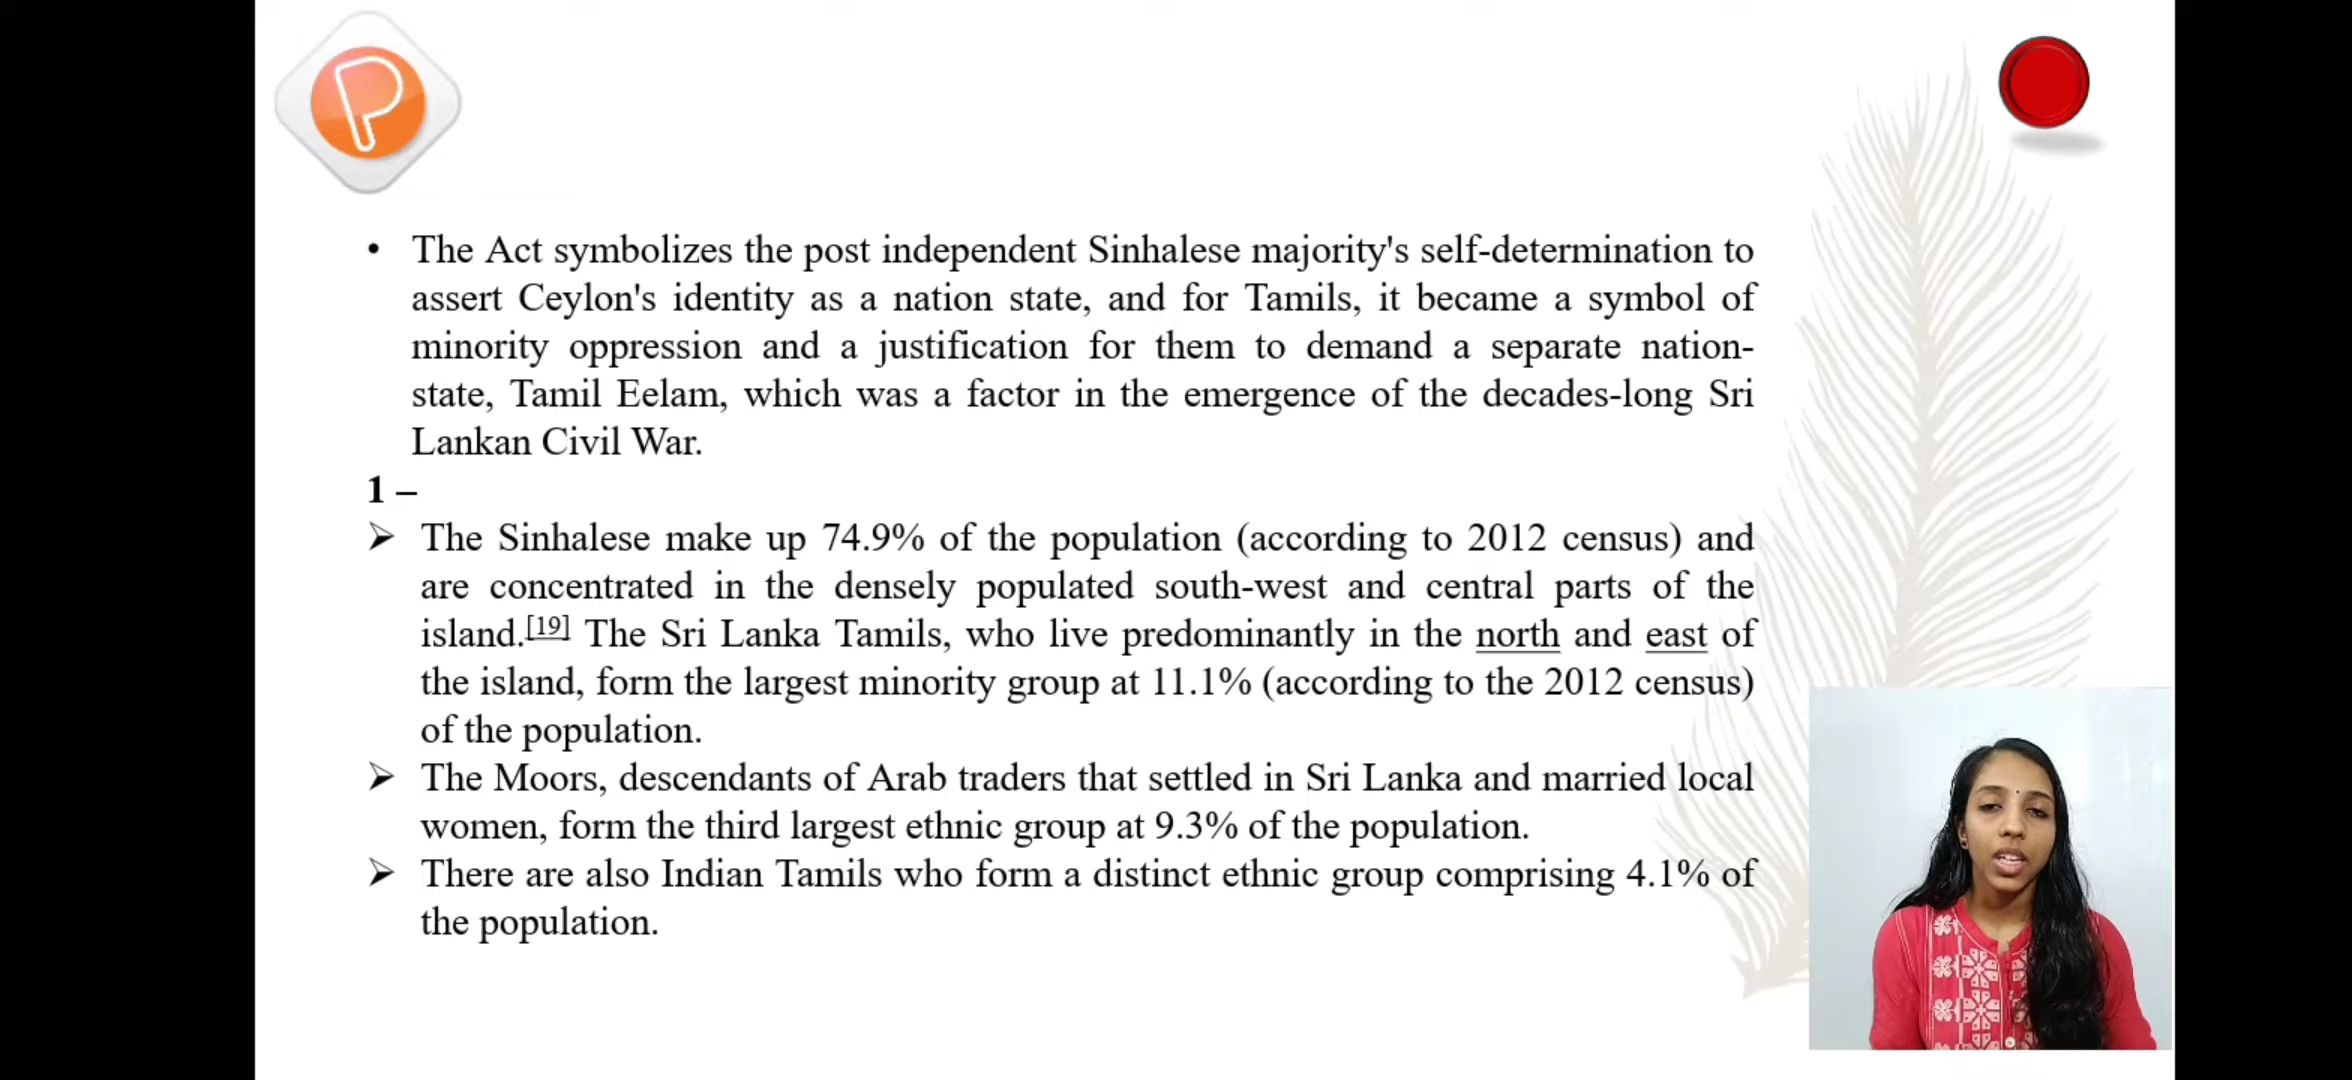 P
• The Act symbolizes the post independent Sinhalese majority's self-determination to
assert Ceylon's identity as a nation state, and for Tamils, it became a symbol of
minority oppression and a justification for them to demand a separate nation-
state, Tamil Eelam, which was a factor in the emergence of the decades-long Sri
Lankan Civil War.
1 –
➢ The Sinhalese make up 74.9% of the population (according to 2012 census) and
are concentrated in the densely populated south-west and central parts of the
island.[19] The Sri Lanka Tamils, who live predominantly in the north and east of
the island, form the largest minority group at 11.1% (according to the 2012 census)
of the population.
➢ The Moors, descendants of Arab traders that settled in Sri Lanka and married local
women, form the third largest ethnic group at 9.3% of the population.
➢ There are also Indian Tamils who form a distinct ethnic group comprising 4.1% of
the population.